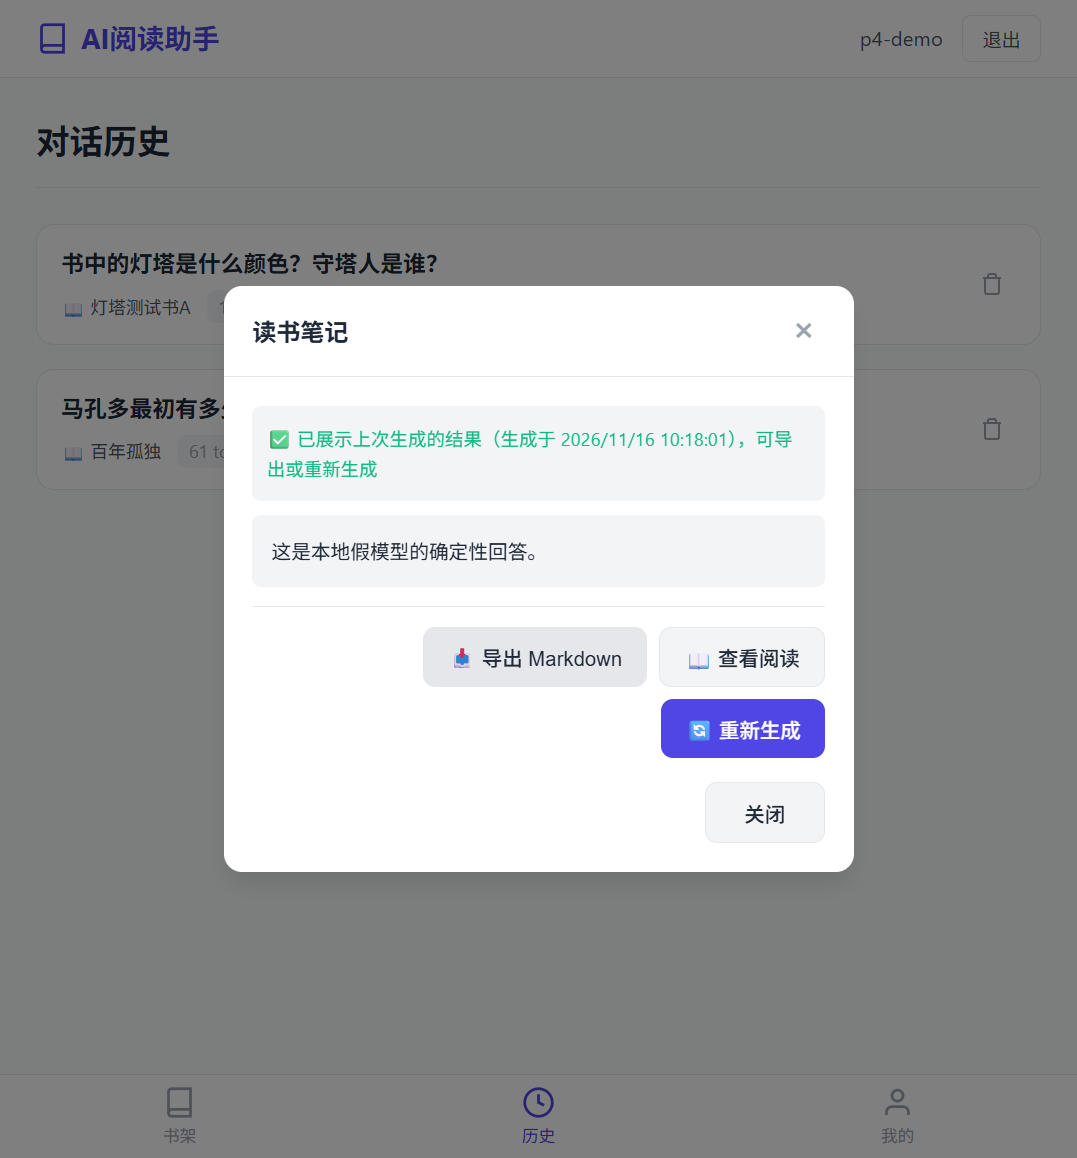 AI阅读助手
p4-demo
退出
对话历史
书中的灯塔是什么颜色？守塔人是谁？
灯塔测试书A
马孔多最初有多
百年孤独
61 to
读书笔记
已展示上次生成的结果（生成于 2026/11/16 10:18:01），可导
出或重新生成
这是本地假模型的确定性回答。
导出 Markdown
查看阅读
重新生成
关闭
书架
历史
我的